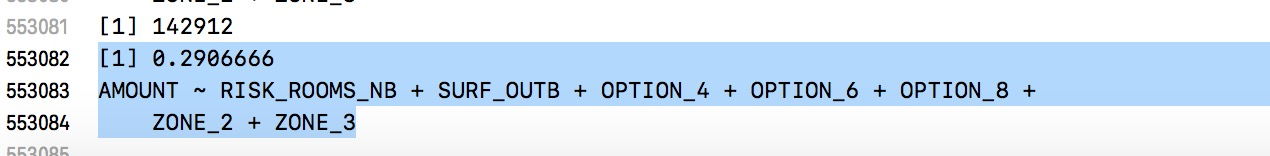 553081 [1] 142912
553082 [1] 0.2906666
553083 AMOUNT ~ RISK_ROOMS_NB + SURF_OUTB + OPTION_4 + OPTION_6 + OPTION_8 +
553084 ZONE_2 + ZONE_3
553085